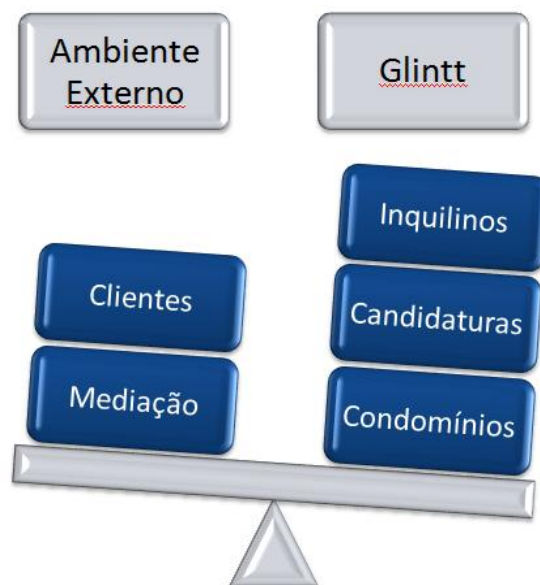 Ambiente
Externo
Glintt
Inquilinos
Clientes
Candidaturas
Mediação
Condomínios